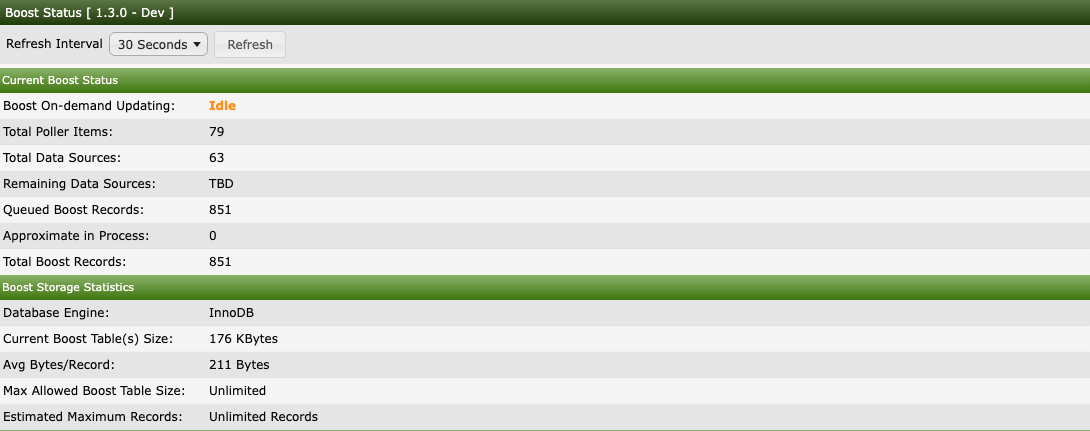 Boost Status [ 1.3.0 - Dev ]
Refresh Interval 30 Seconds Refresh
Current Boost Status
Boost On-demand Updating: Idle
Total Poller Items: 79
Total Data Sources: 63
Remaining Data Sources: TBD
Queued Boost Records: 851
Approximate in Process: 0
Total Boost Records: 851
Boost Storage Statistics
Database Engine: InnoDB
Current Boost Table(s) Size: 176 KBytes
Avg Bytes/Record: 211 Bytes
Max Allowed Boost Table Size: Unlimited
Estimated Maximum Records: Unlimited Records